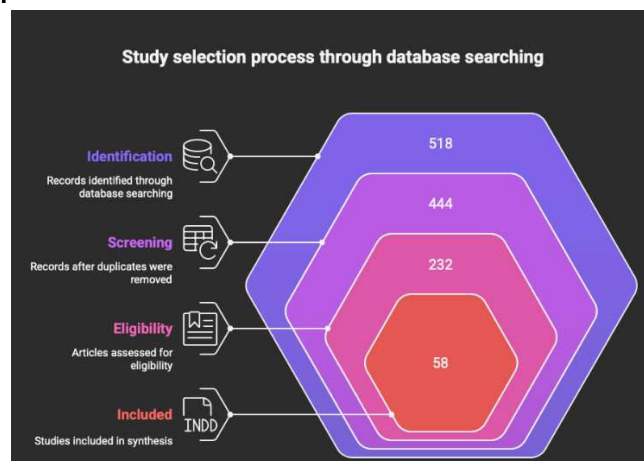 Study selection process through database searching
Identification
Records identified through
database searching
518
Screening
Records after duplicates were
removed
444
Eligibility
Articles assessed for
eligibility
232
Included
INDD
Studies included in synthesis
58